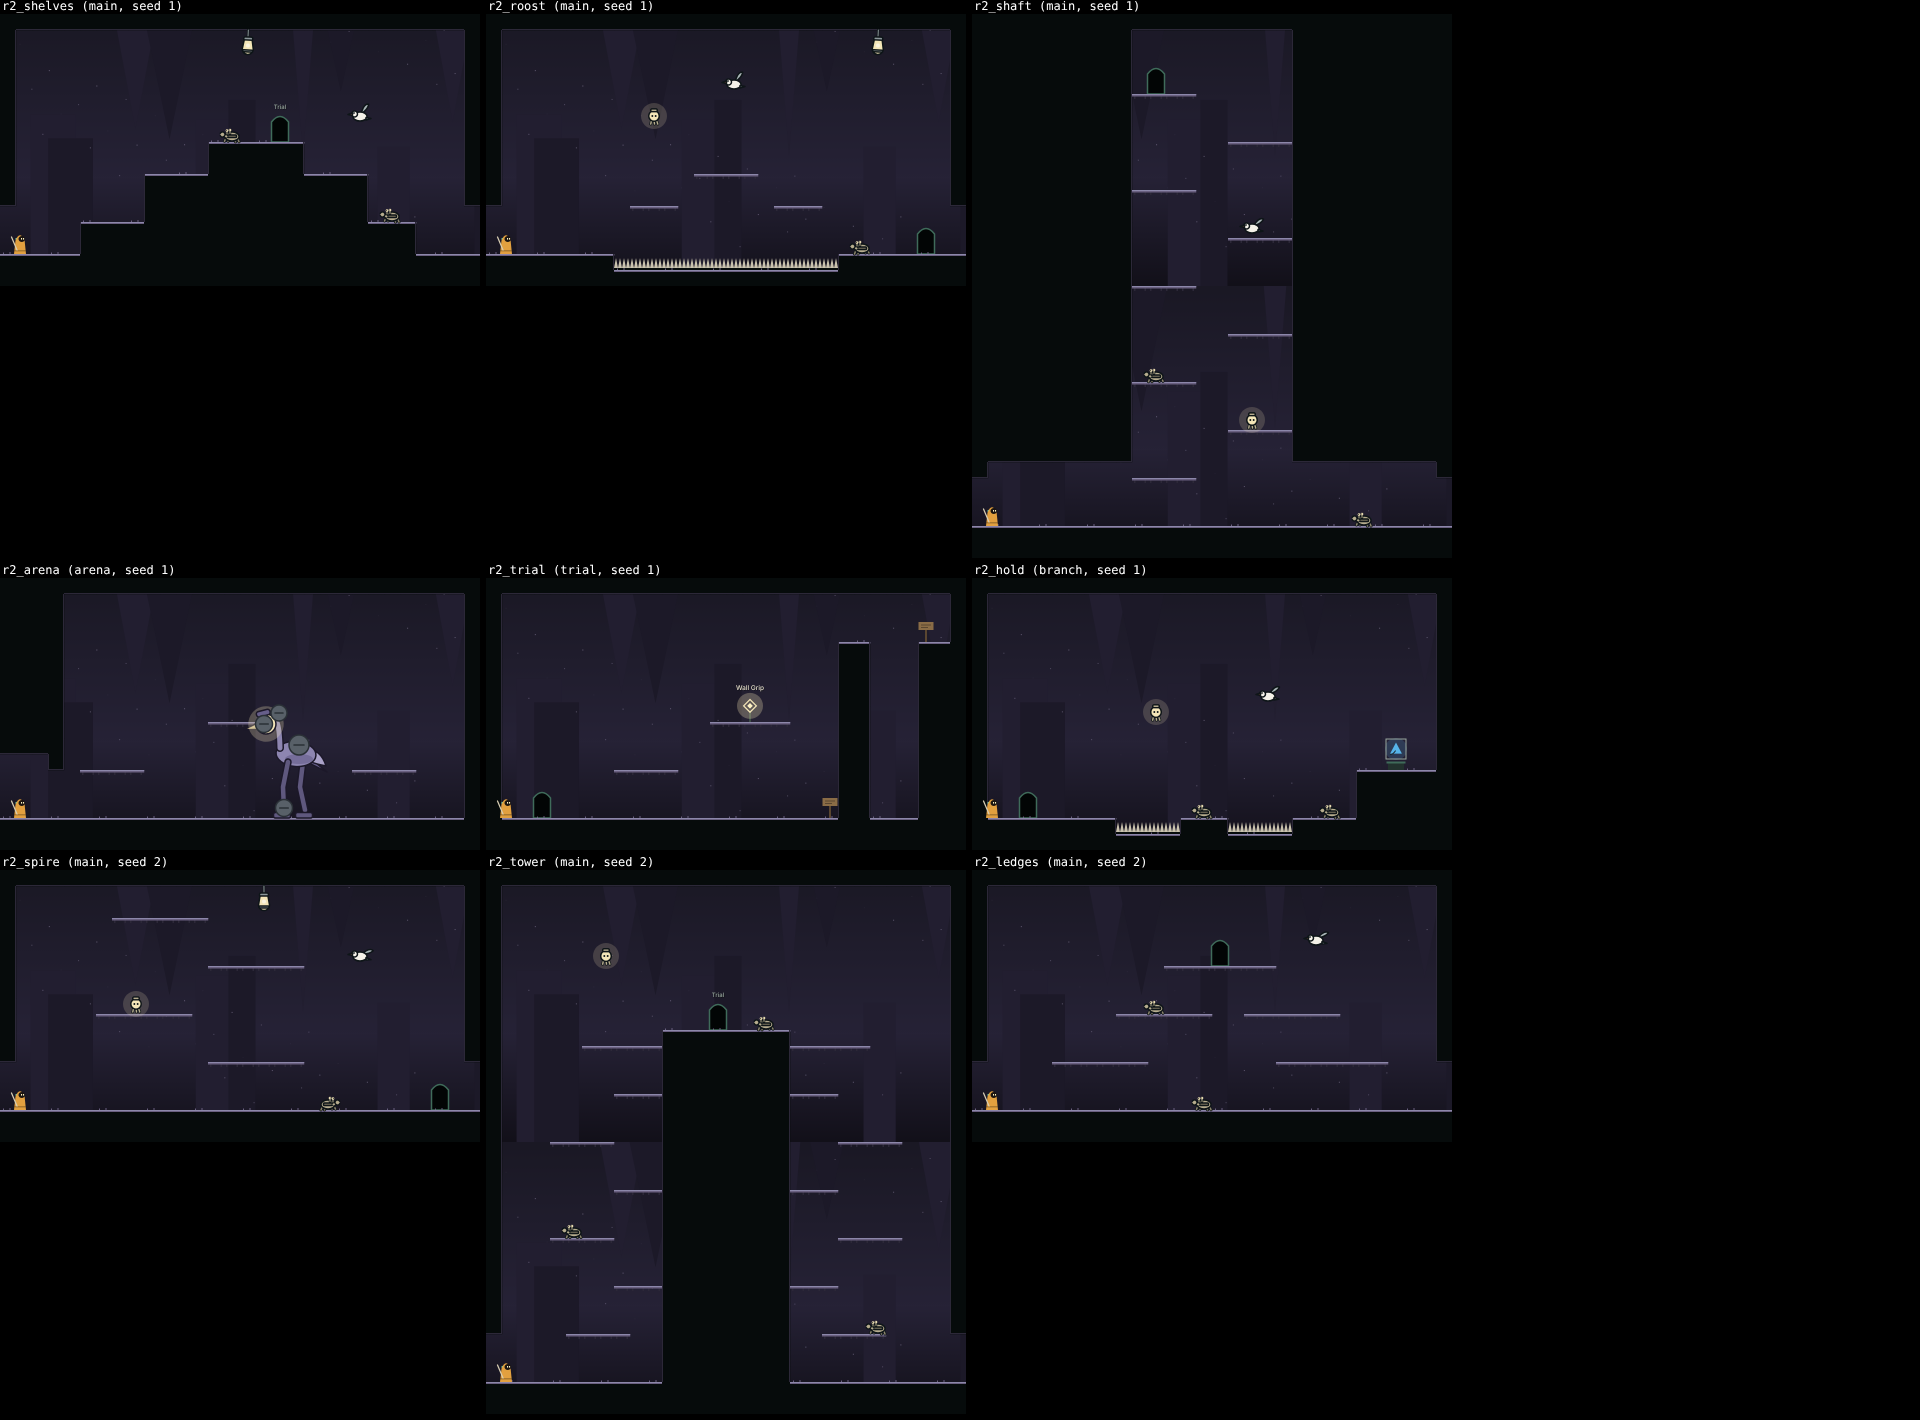 r2_shelves (main, seed 1)
r2_roost (main, seed 1)
r2_shaft (main, seed 1)
Trial
r2_arena (arena, seed 1)
r2_trial (trial, seed 1)
r2_hold (branch, seed 1)
Wall Grip
r2_spire (main, seed 2)
r2_tower (main, seed 2)
r2_ledges (main, seed 2)
Trial